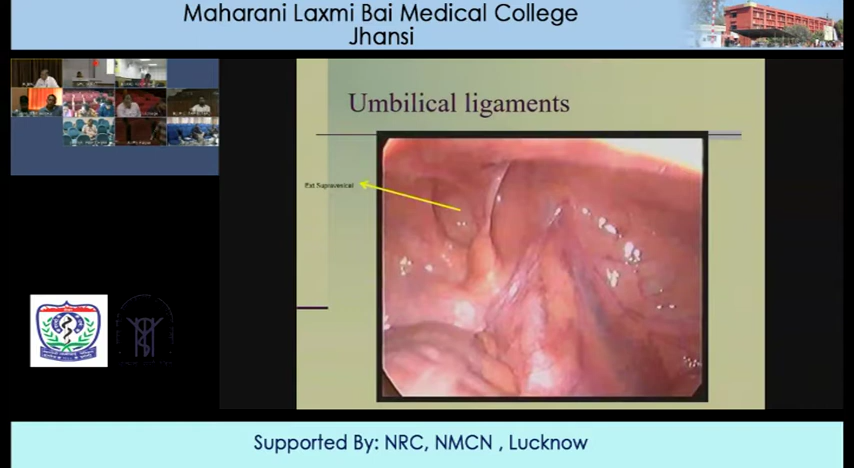 Maharani Laxmi Bai Medical College
Jhansi
Umbilical ligaments
Ext Supravesical
Supported By: NRC, NMCN , Lucknow